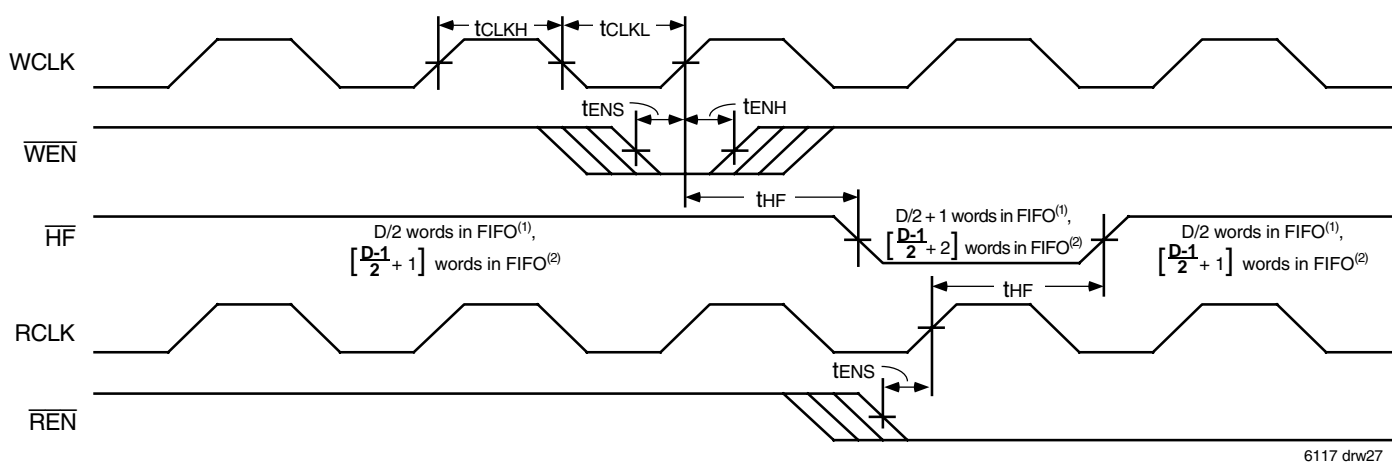 tCLKH
tCLKL
WCLK
tENS
tENH
WEN
tHF
HF
D/2 words in FIFO(1),
[D-1/2 + 1] words in FIFO(2)
D/2 + 1 words in FIFO(1),
[D-1/2 + 2] words in FIFO(2)
D/2 words in FIFO(1),
[D-1/2 + 1] words in FIFO(2)
tHF
RCLK
tENS
REN
6117 drw27